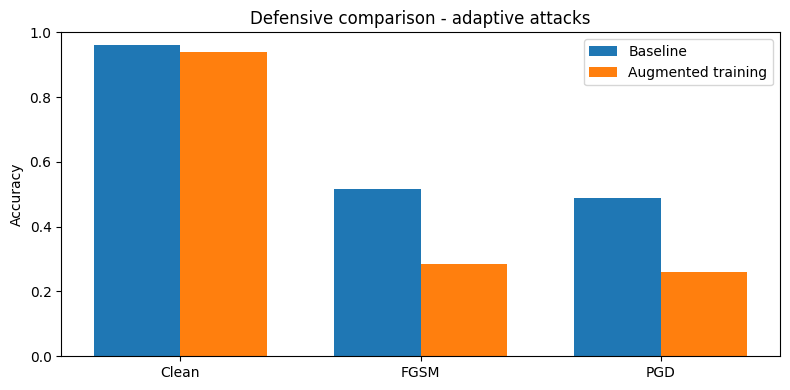 Defensive comparison - adaptive attacks
Baseline
Augmented training
Accuracy
1.0
0.8
0.6
0.4
0.2
0.0
Clean
FGSM
PGD